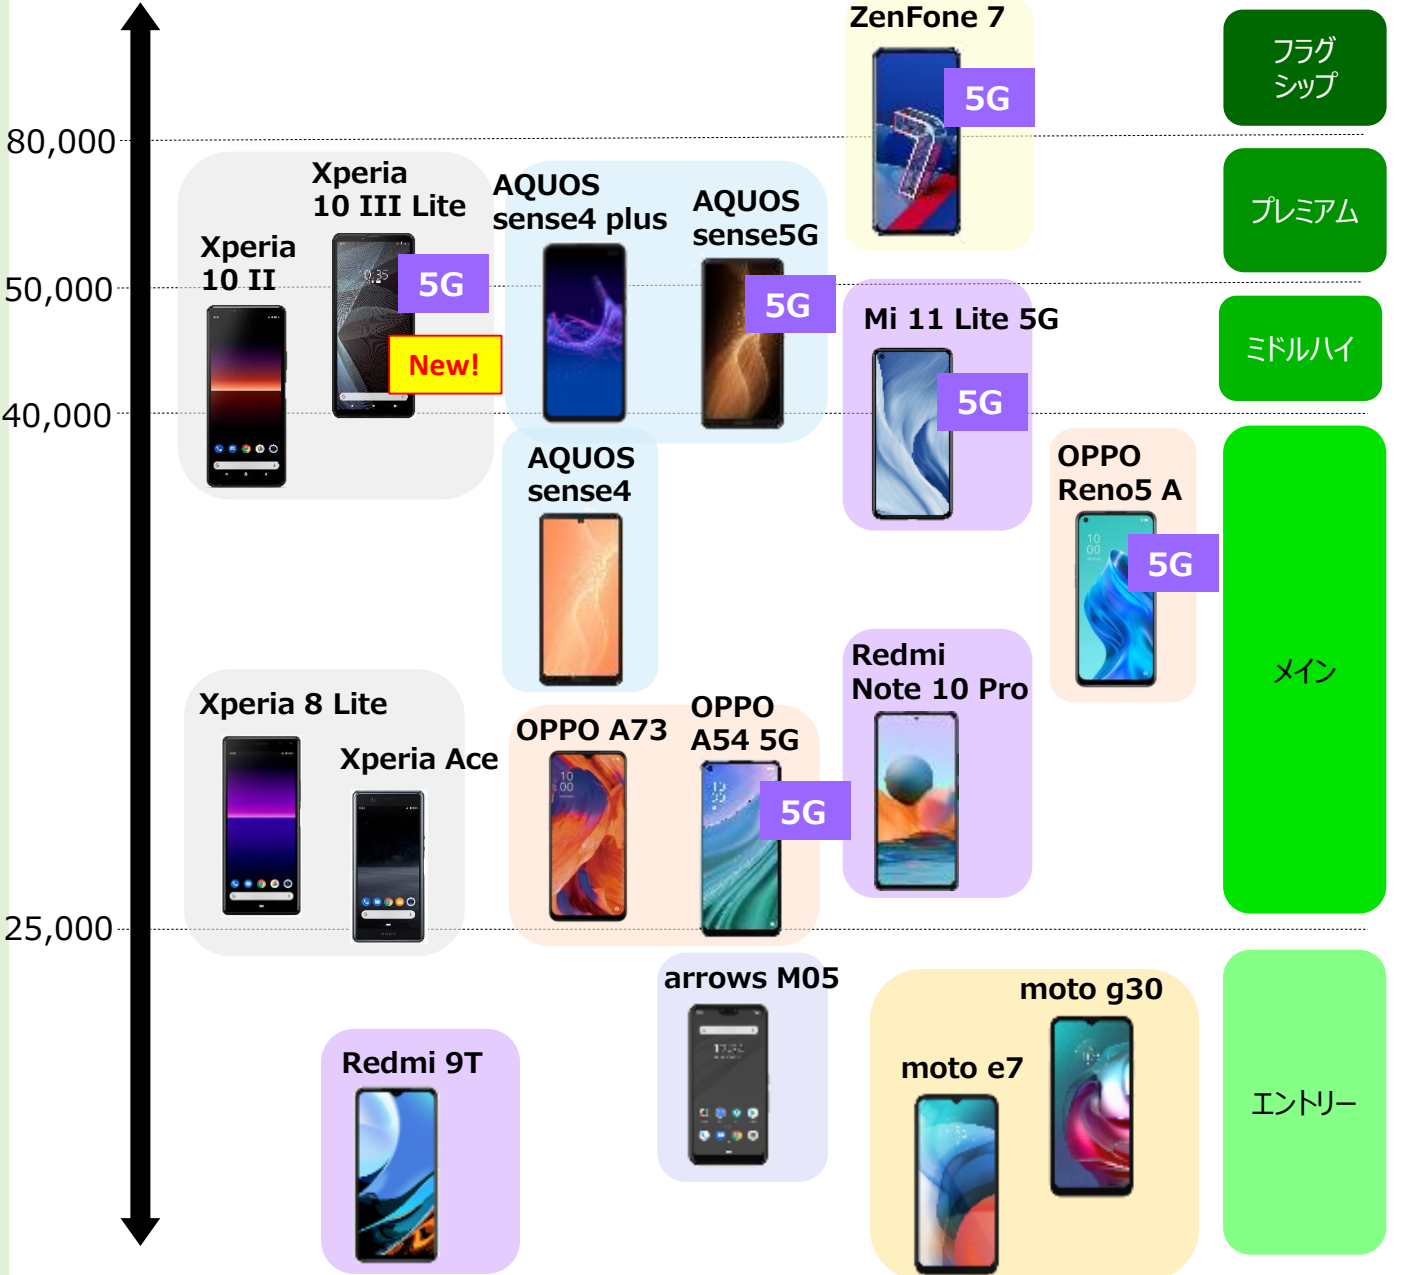 ZenFone 7
5G
フラグ
シップ
80,000
Xperia
10 III Lite
5G
New!
Xperia
10 II
AQUOS
sense4 plus
AQUOS
sense5G
5G
プレミアム
50,000
Mi 11 Lite 5G
5G
ミドルハイ
40,000
AQUOS
sense4
OPPO
Reno5 A
5G
メイン
Redmi
Note 10 Pro
Xperia 8 Lite
Xperia Ace
OPPO A73
OPPO
A54 5G
5G
25,000
arrows M05
moto g30
moto e7
Redmi 9T
エントリー